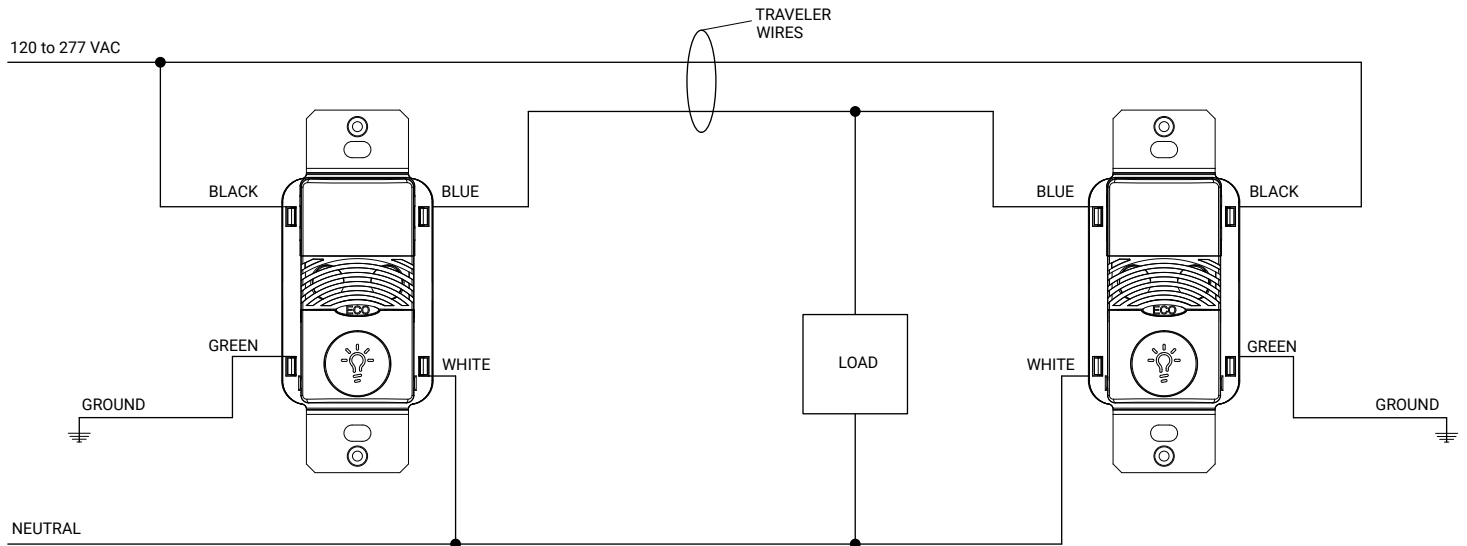 TRAVELER
WIRES
120 to 277 VAC
BLACK
BLUE
BLUE
BLACK
ECO
ECO
GREEN
WHITE
LOAD
WHITE
GREEN
GROUND
GROUND
NEUTRAL